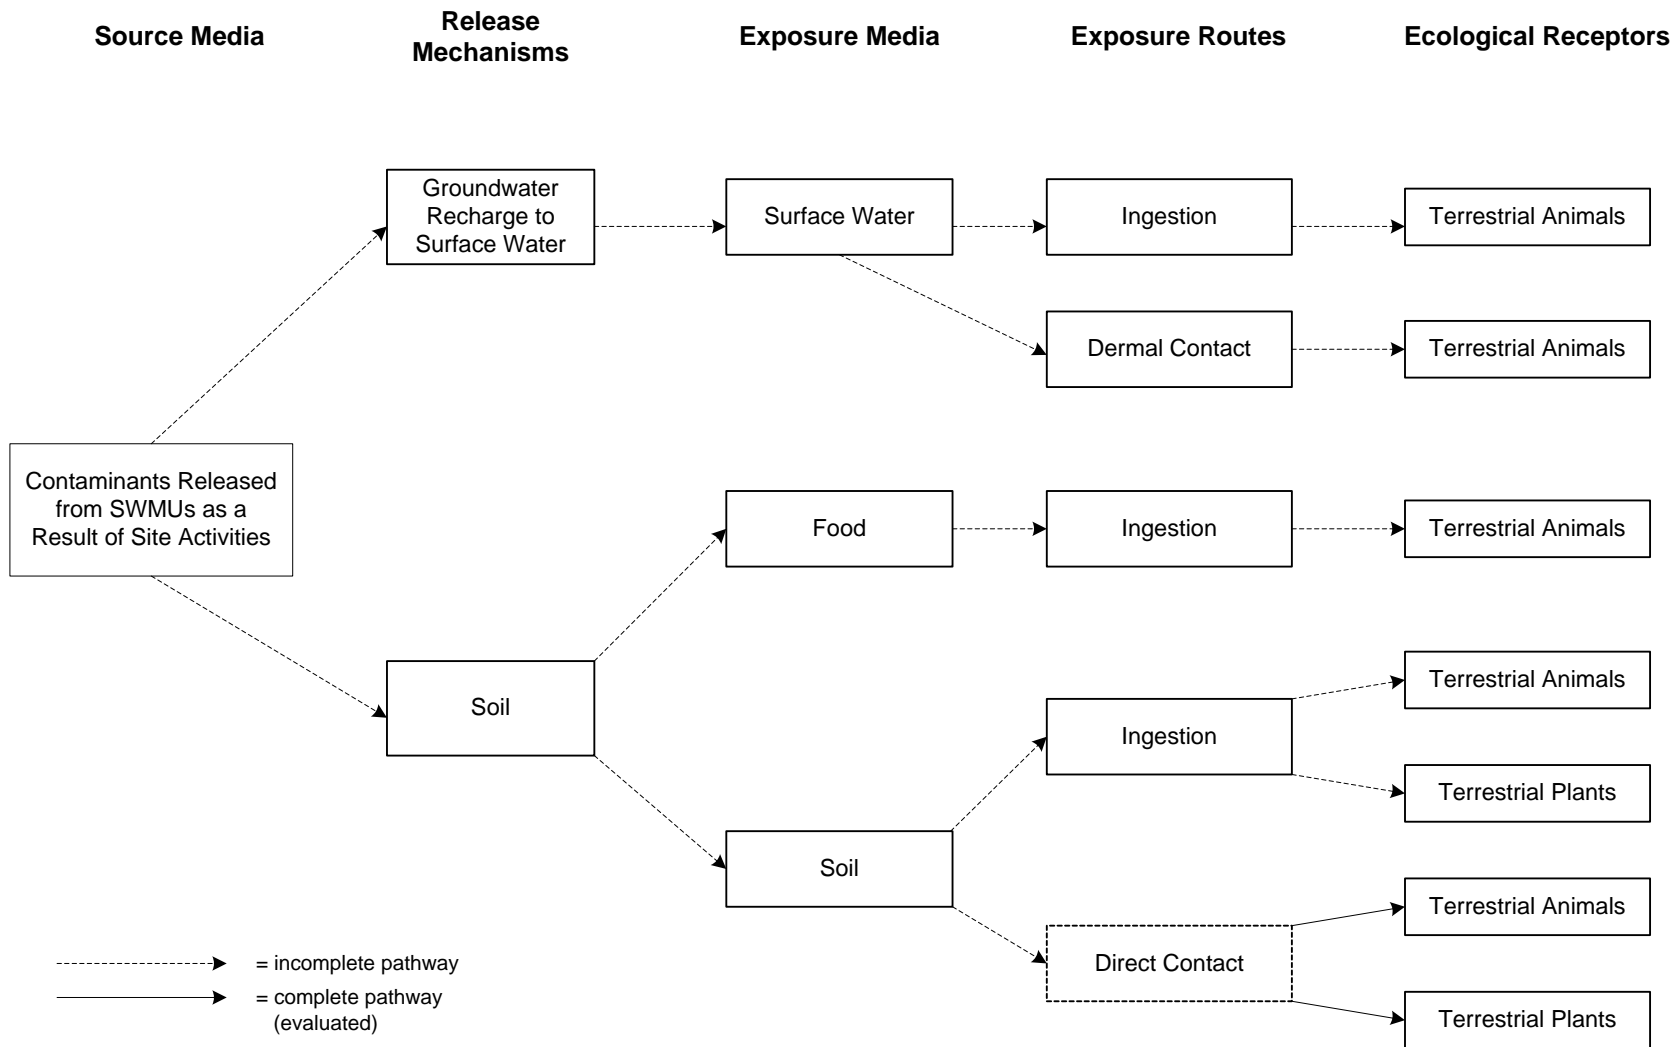 Source Media
Release
Mechanisms
Exposure Media
Exposure Routes
Ecological Receptors
Groundwater
Recharge to
Surface Water
Surface Water
Ingestion
Terrestrial Animals
Dermal Contact
Terrestrial Animals
Contaminants Released
from SWMUs as a
Result of Site Activities
Food
Ingestion
Terrestrial Animals
Soil
Ingestion
Terrestrial Animals
Terrestrial Plants
Soil
Direct Contact
Terrestrial Animals
Terrestrial Plants
= incomplete pathway
= complete pathway
(evaluated)